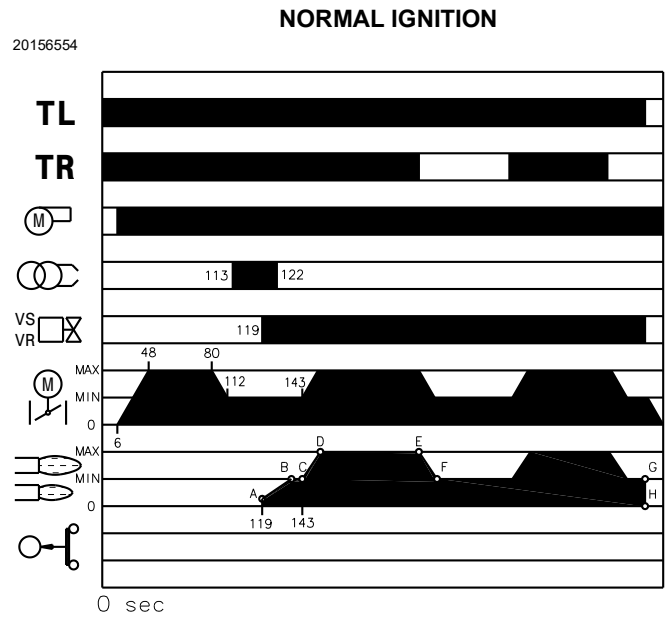 NORMAL IGNITION
20156554
TL
TR
M
113 122
VS
VR
119
48 80
MAX
M
112 143
MIN
0
6
MAX
D E
B C F G
MIN
A
H
0
119 143
0 sec